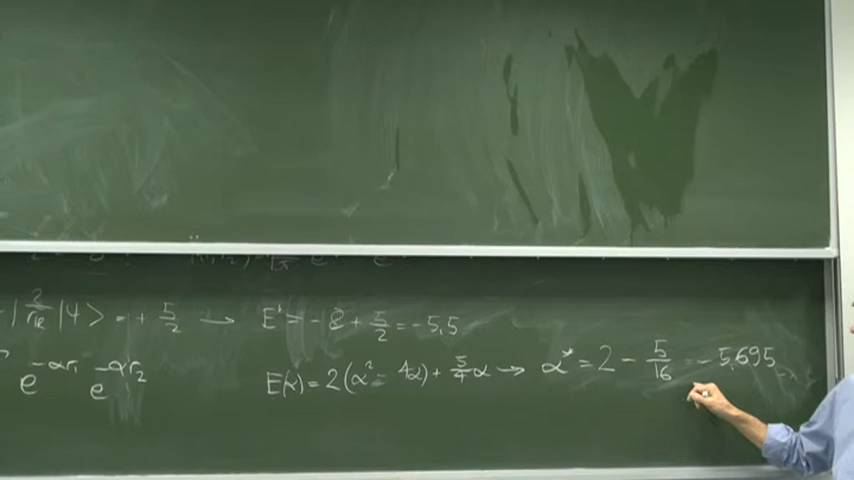 |2/r₁₂|Ψ> = + 5/2 → E¹ = -8 + 5/2 = -5,5
e^{-αr₁} e^{-αr₂} E(α) = 2(α² - 4α) + 5/4 α → α* = 2 - 5/16 = - 5.695